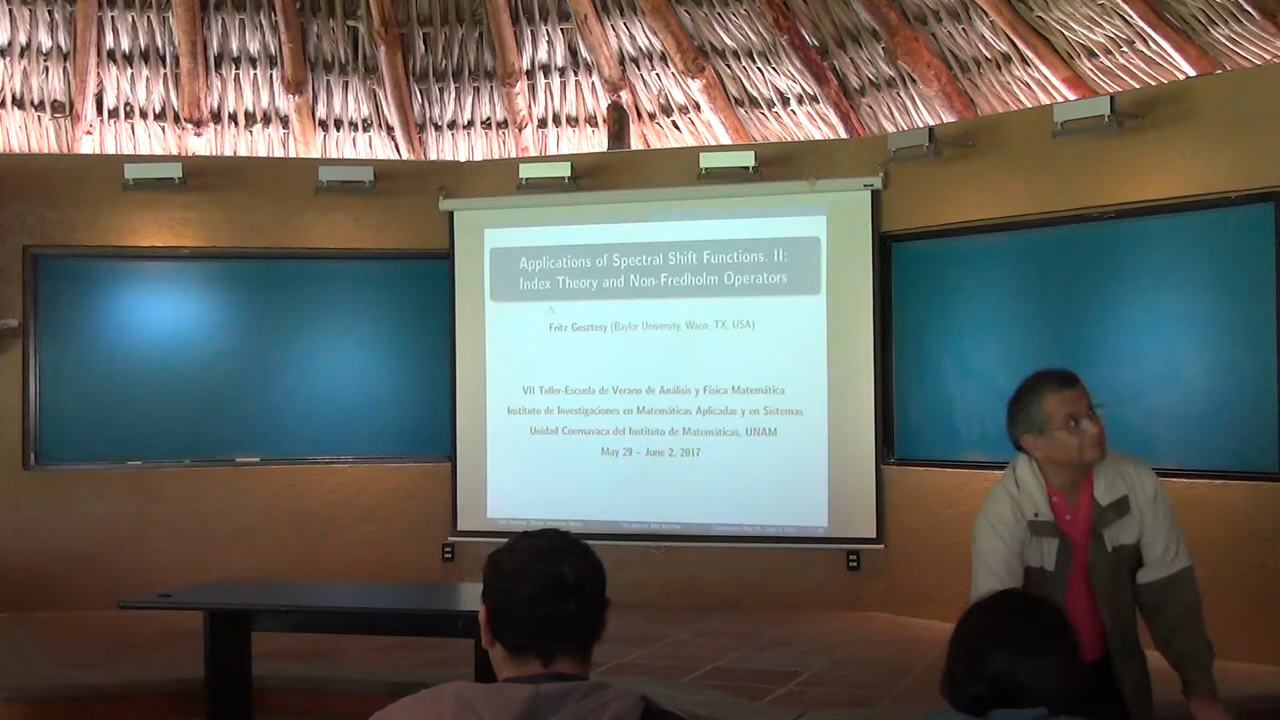 Applications of Spectral Shift Functions. II:
Index Theory and Non-Fredholm Operators
Fritz Gesztesy (Baylor University, Waco, TX, USA)
VII Taller-Escuela de Verano de Análisis y Física Matemática
Instituto de Investigaciones en Matemáticas Aplicadas y en Sistemas
Unidad Cuernavaca del Instituto de Matemáticas, UNAM
May 29 – June 2, 2017